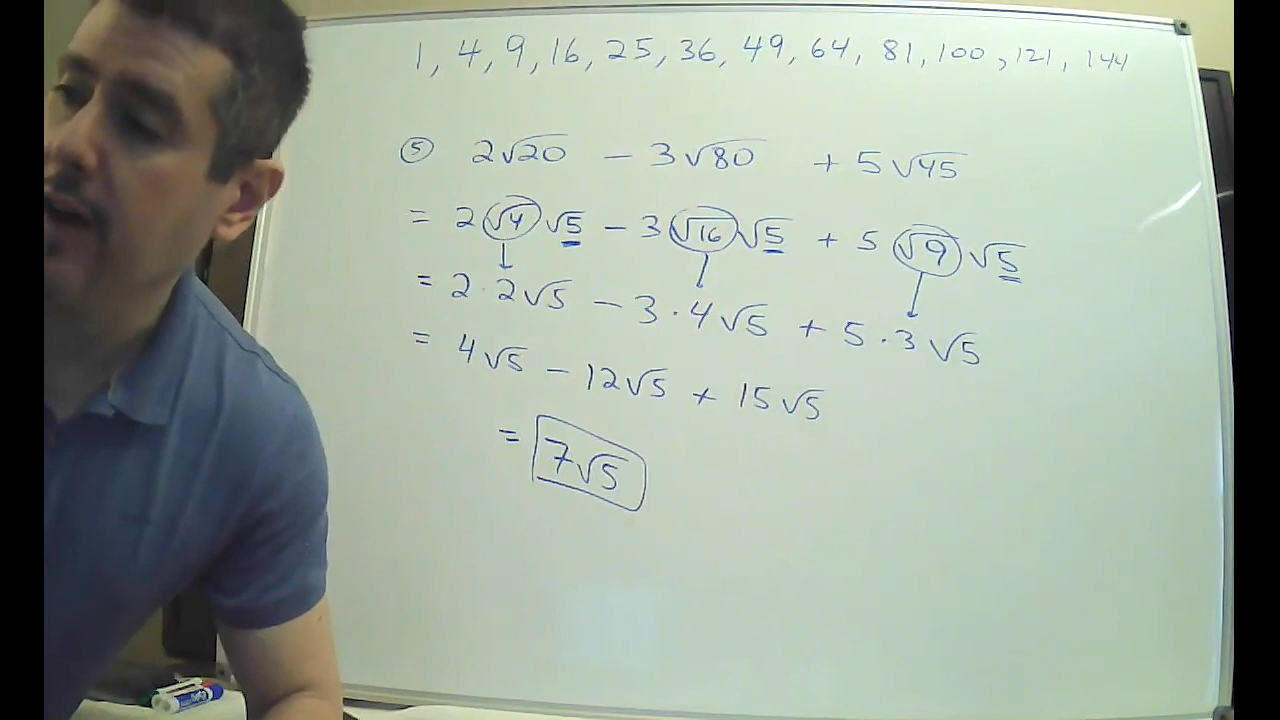 1, 4, 9, 16, 25, 36, 49, 64, 81, 100, 121, 144
⑤ 2√20 − 3√80 + 5√45
= 2√4√5 − 3√16√5 + 5√9√5
= 2·2√5 − 3·4√5 + 5·3√5
= 4√5 − 12√5 + 15√5
= 7√5